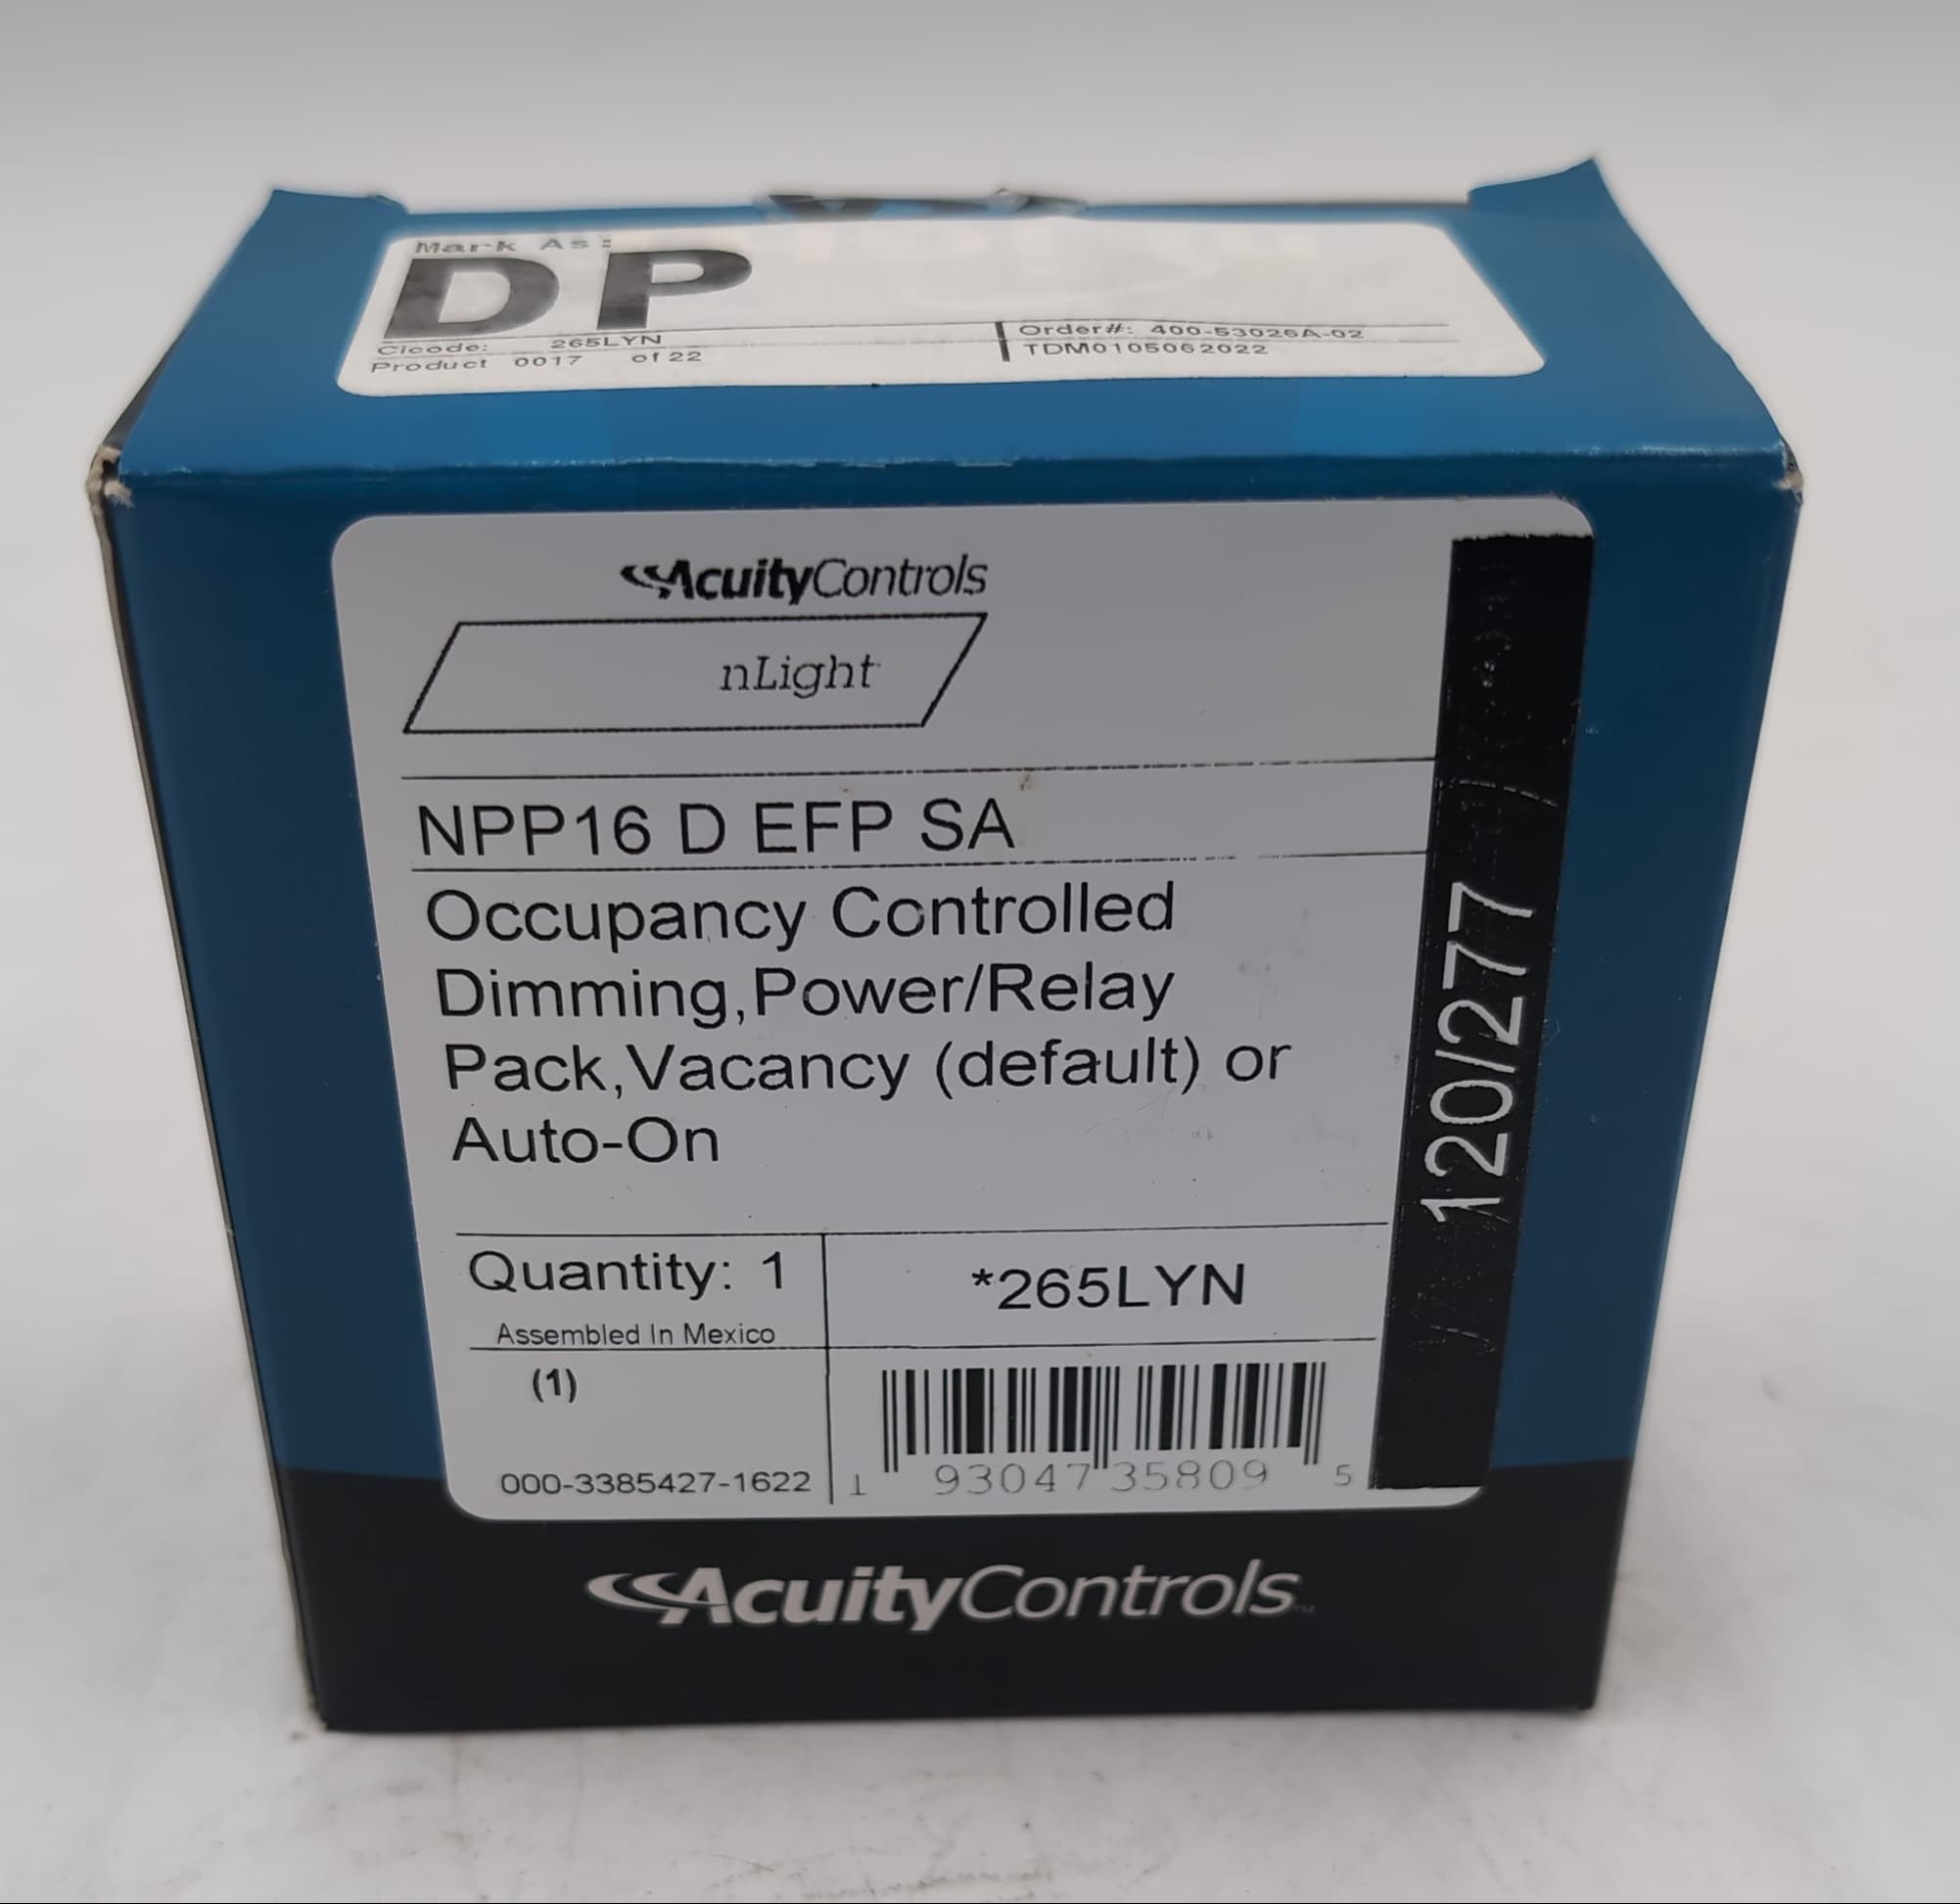 Mark As:
DP
Cicode: 265LYN
Product 0017 of 22
Order#: 400-53026A-02
TDM0105062022
AcuityControls
nLight
NPP16 D EFP SA
Occupancy Controlled
Dimming,Power/Relay
Pack,Vacancy (default) or
Auto-On
120/277
Quantity: 1
Assembled In Mexico
*265LYN
(1)
000-3385427-1622
1 93047 35809 5
AcuityControls